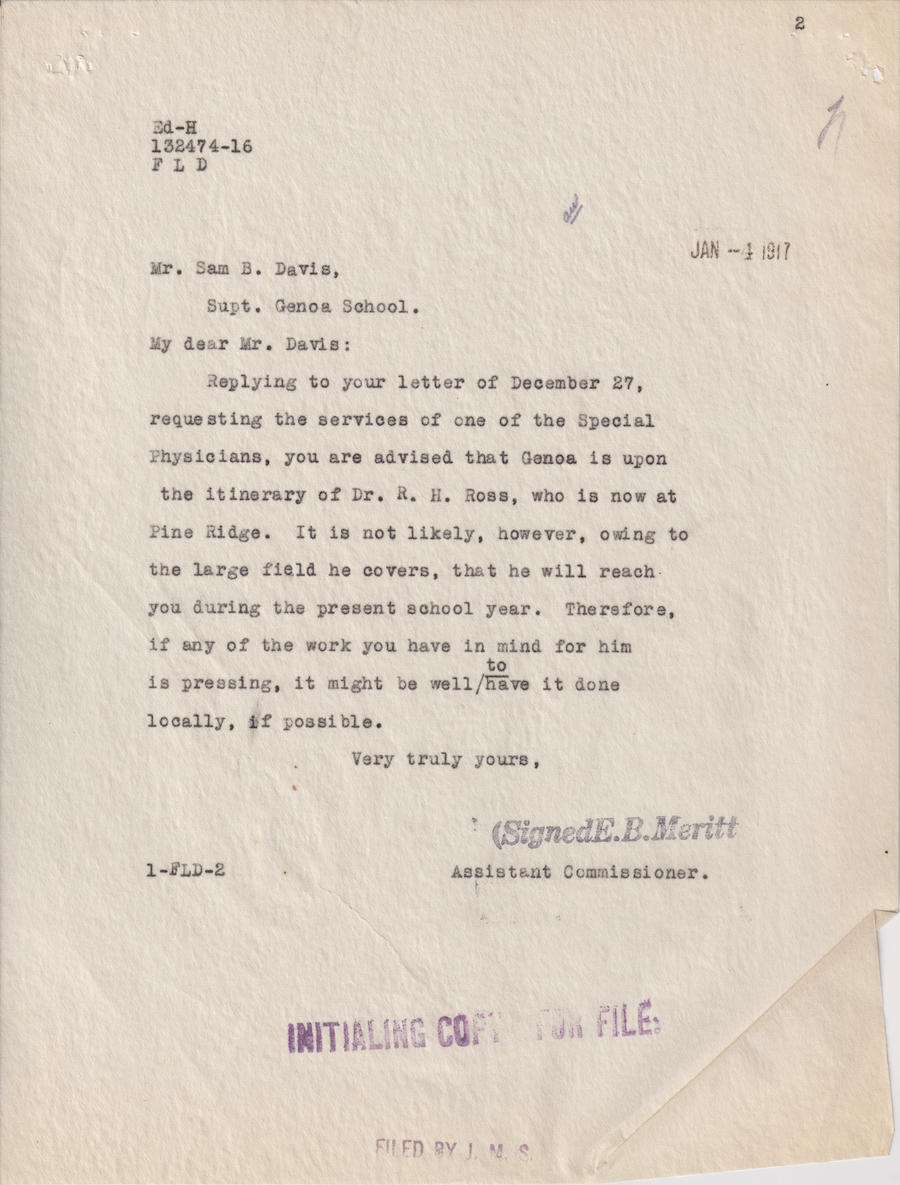 2
Ed-H
132474-16
F L D
JAN -4 1917
Mr. Sam B. Davis,
Supt. Genoa School.
My dear Mr. Davis:
Replying to your letter of December 27,
requesting the services of one of the Special
Physicians, you are advised that Genoa is upon
the itinerary of Dr. R. H. Ross, who is now at
Pine Ridge. It is not likely, however, owing to
the large field he covers, that he will reach
you during the present school year. Therefore,
if any of the work you have in mind for him
to
is pressing, it might be well/have it done
locally, if possible.
Very truly yours,
(Signed E.B.Meritt
1-FLD-2
Assistant Commissioner.
INITIALING COPY FOR FILE.
FILED BY J. M. S.